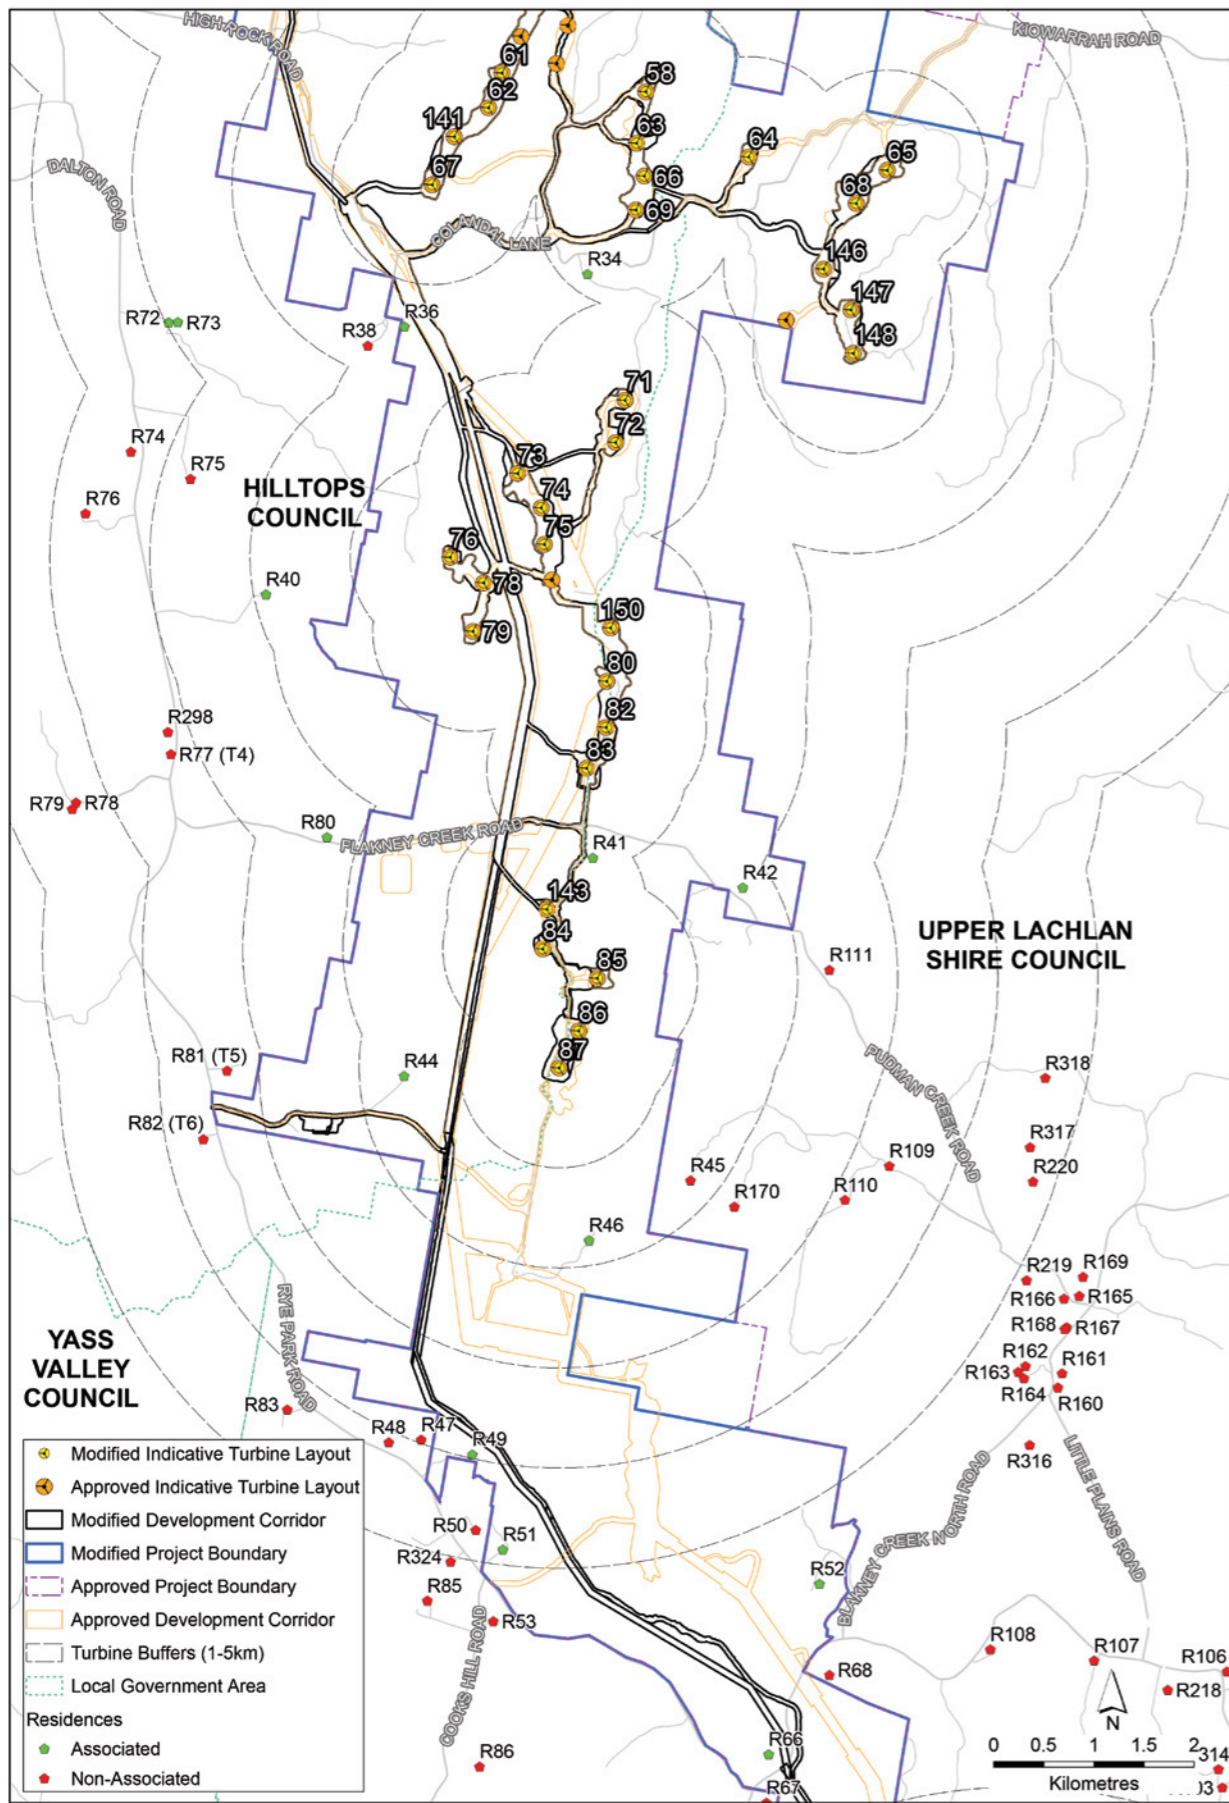 HIGH ROCK ROAD
KIOWARRAH ROAD
61
58
62
141
63
64
67
66
65
68
69
DALTON ROAD
COLANDAL LANE
R34
146
147
148
R72
R73
R36
R38
71
72
R74
73
R75
HILLTOPS
COUNCIL
R76
74
75
76
78
R40
79
150
80
R298
82
R77 (T4)
83
R79
R78
R80
PLAKNEY CREEK ROAD
R41
R42
143
84
UPPER LACHLAN
SHIRE COUNCIL
85
R111
86
R81 (T5)
87
R44
R318
PUDMAN CREEK ROAD
R82 (T6)
R317
R45
R109
R220
R170
R110
R46
R219
R169
R166
R165
RYE PARK ROAD
R168
R167
YASS
VALLEY
COUNCIL
R162
R161
R163
R164
R160
R83
R48
R47
R49
R316
LITTLE PLAINS ROAD
BLAKNEY CREEK NORTH ROAD
R50
R51
R324
R52
R85
R53
COOKS HILL ROAD
R108
R107
R106
R68
R218
R66
R86
R67
314
03
Modified Indicative Turbine Layout
Approved Indicative Turbine Layout
Modified Development Corridor
Modified Project Boundary
Approved Project Boundary
Approved Development Corridor
Turbine Buffers (1-5km)
Local Government Area
Residences
Associated
Non-Associated
N
0 0.5 1 1.5 2
Kilometres